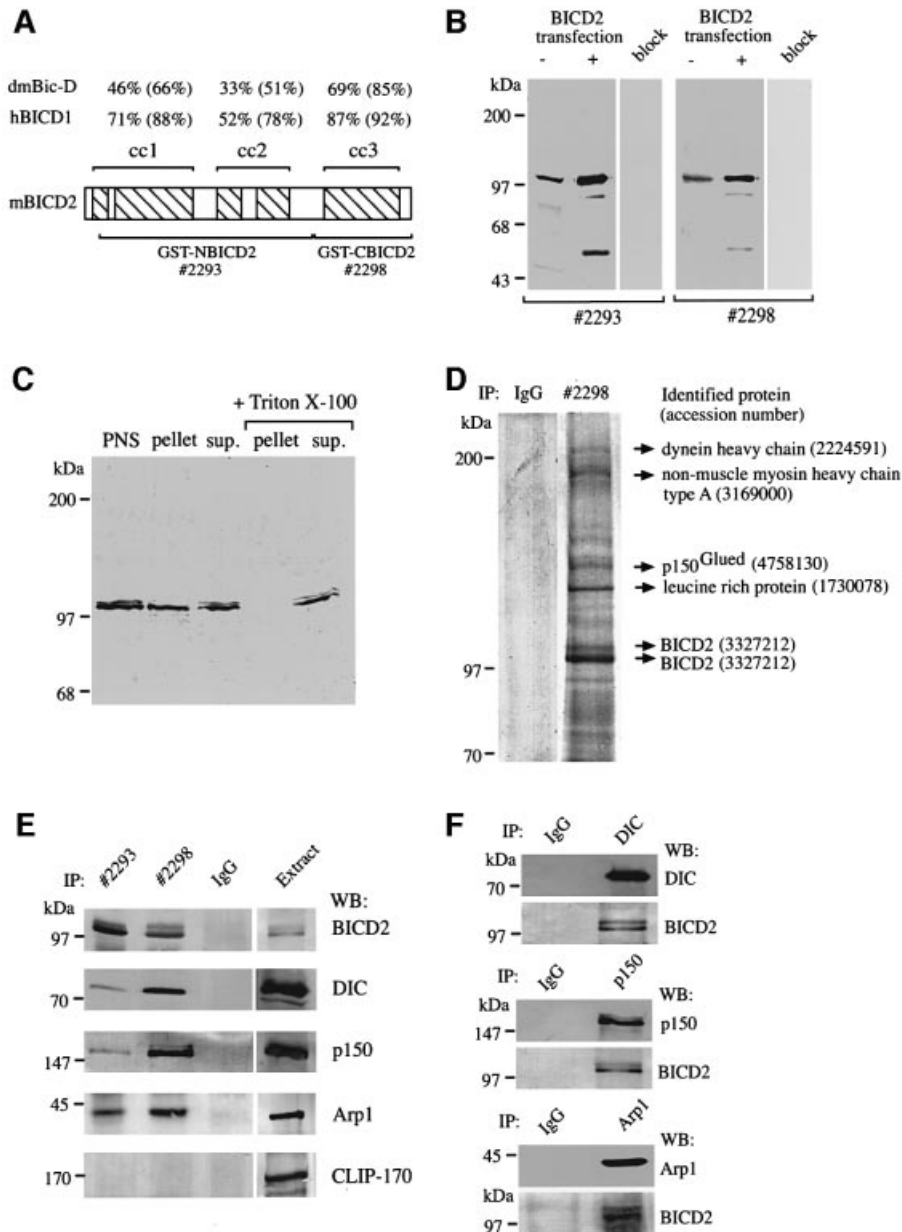 A
dmBic-D 46% (66%) 33% (51%) 69% (85%)
hBICD1 71% (88%) 52% (78%) 87% (92%)
cc1 cc2 cc3
mBICD2
GST-NBICD2 GST-CBICD2
#2293 #2298
B
BICD2 BICD2
transfection transfection
- + block - + block
kDa
200
97
68
43
#2293 #2298
C
+ Triton X-100
PNS pellet sup. pellet sup.
kDa
200
97
68
D
IP: IgG #2298 Identified protein
(accession number)
kDa
200
dynein heavy chain (2224591)
non-muscle myosin heavy chain
type A (3169000)
p150Glued (4758130)
leucine rich protein (1730078)
BICD2 (3327212)
BICD2 (3327212)
97
70
E
IP: #2293 #2298 IgG Extract
WB:
kDa
97 BICD2
70 DIC
147 p150
45 Arp1
170 CLIP-170
F
IP: IgG DIC
WB:
kDa
70 DIC
97 BICD2
IP: IgG p150
WB:
kDa
147 p150
97 BICD2
IP: IgG Arp1
WB:
45 Arp1
kDa
97 BICD2